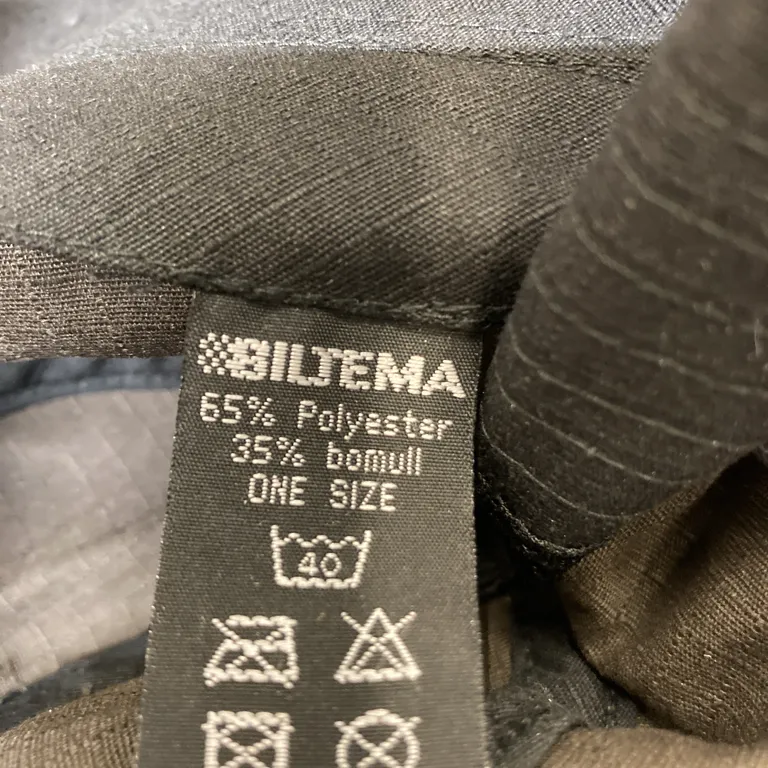 BILTEMA
65% Polyester
35% bomull
ONE SIZE
40